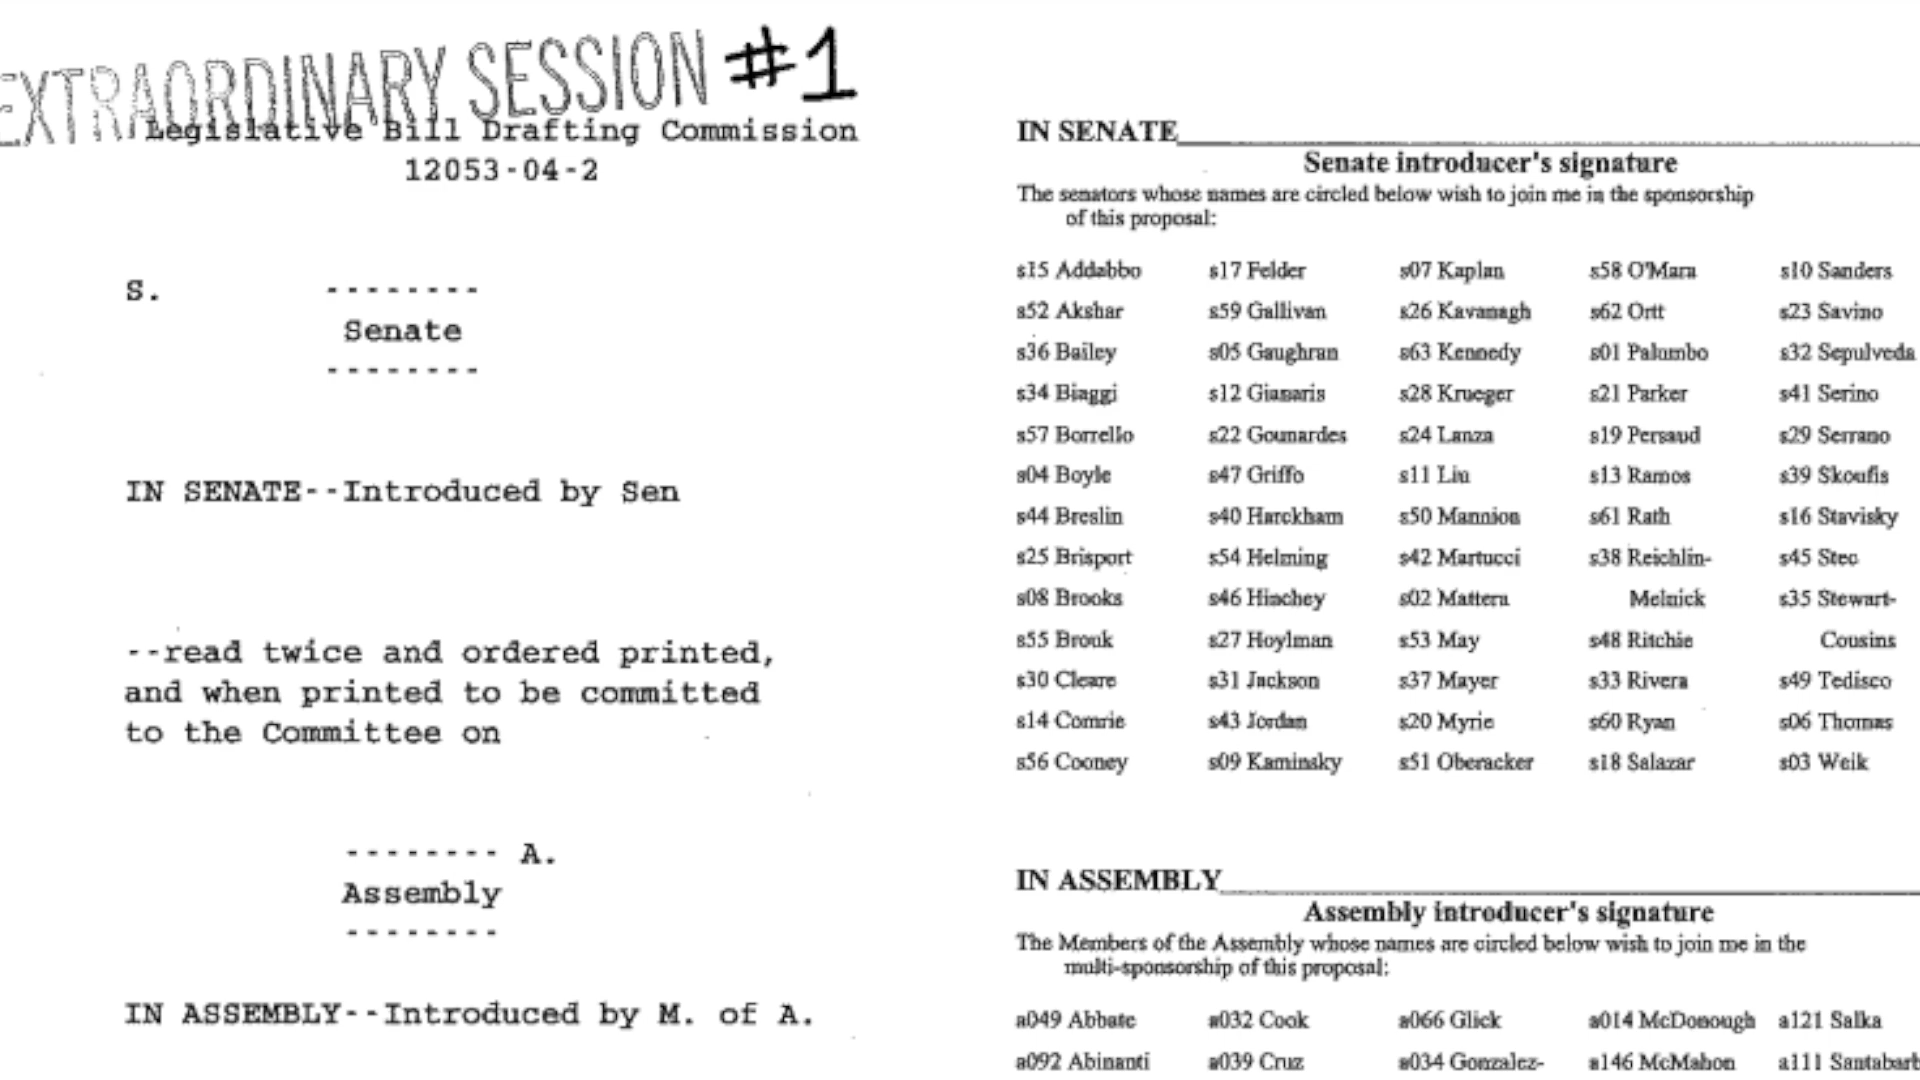 EXTRAORDINARY SESSION #1
Legislative Bill Drafting Commission
12053-04-2
S. --------
Senate
--------
IN SENATE--Introduced by Sen
--read twice and ordered printed,
and when printed to be committed
to the Committee on
-------- A.
Assembly
--------
IN ASSEMBLY--Introduced by M. of A.
IN SENATE
Senate introducer's signature
The senators whose names are circled below wish to join me in the sponsorship
of this proposal:
s15 Addabbo s17 Felder s07 Kaplan s58 O'Mara s10 Sanders
s52 Akshar s59 Gallivan s26 Kavanagh s62 Ortt s23 Savino
s36 Bailey s05 Gaughran s63 Kennedy s01 Palumbo s32 Sepulveda
s34 Biaggi s12 Gianaris s28 Krueger s21 Parker s41 Serino
s57 Borrello s22 Gounardes s24 Lanza s19 Persaud s29 Serrano
s04 Boyle s47 Griffo s11 Liu s13 Ramos s39 Skoufis
s44 Breslin s40 Harckham s50 Mannion s61 Rath s16 Stavisky
s25 Brisport s54 Helming s42 Martucci s38 Reichlin- s45 Stec
s08 Brooks s46 Hinchey s02 Mattera Melnick s35 Stewart-
s55 Brouk s27 Hoylman s53 May s48 Ritchie Cousins
s30 Cleare s31 Jackson s37 Mayer s33 Rivera s49 Tedisco
s14 Comrie s43 Jordan s20 Myrie s60 Ryan s06 Thomas
s56 Cooney s09 Kaminsky s51 Oberacker s18 Salazar s03 Weik
IN ASSEMBLY
Assembly introducer's signature
The Members of the Assembly whose names are circled below wish to join me in the
multi-sponsorship of this proposal:
a049 Abbate a032 Cook a066 Glick a014 McDonough a121 Salka
a092 Abinanti a039 Cruz a034 Gonzalez- a146 McMahon a111 Santabarb